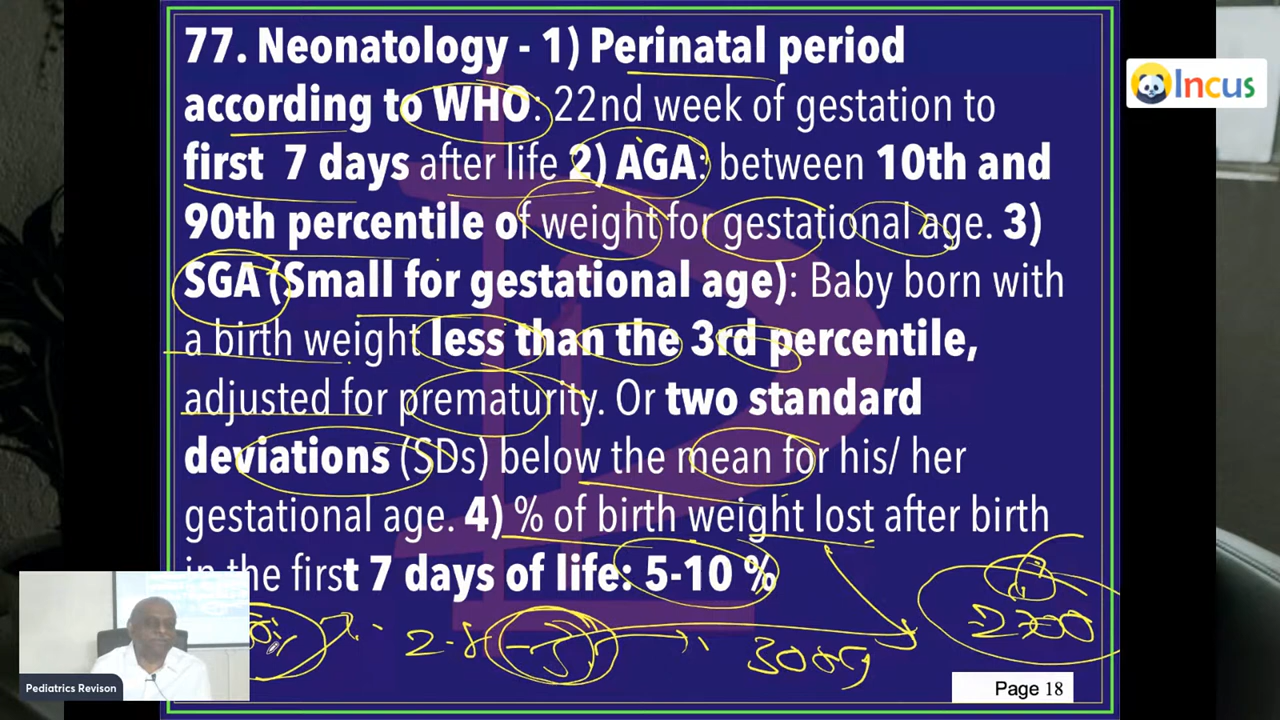 77. Neonatology - 1) Perinatal period
according to WHO: 22nd week of gestation to
first 7 days after life 2) AGA: between 10th and
90th percentile of weight for gestational age. 3)
SGA (Small for gestational age): Baby born with
a birth weight less than the 3rd percentile,
adjusted for prematurity. Or two standard
deviations (SDs) below the mean for his/ her
gestational age. 4) % of birth weight lost after birth
in the first 7 days of life: 5-10 %
300g
Page 18
Incus
Pediatrics Revison